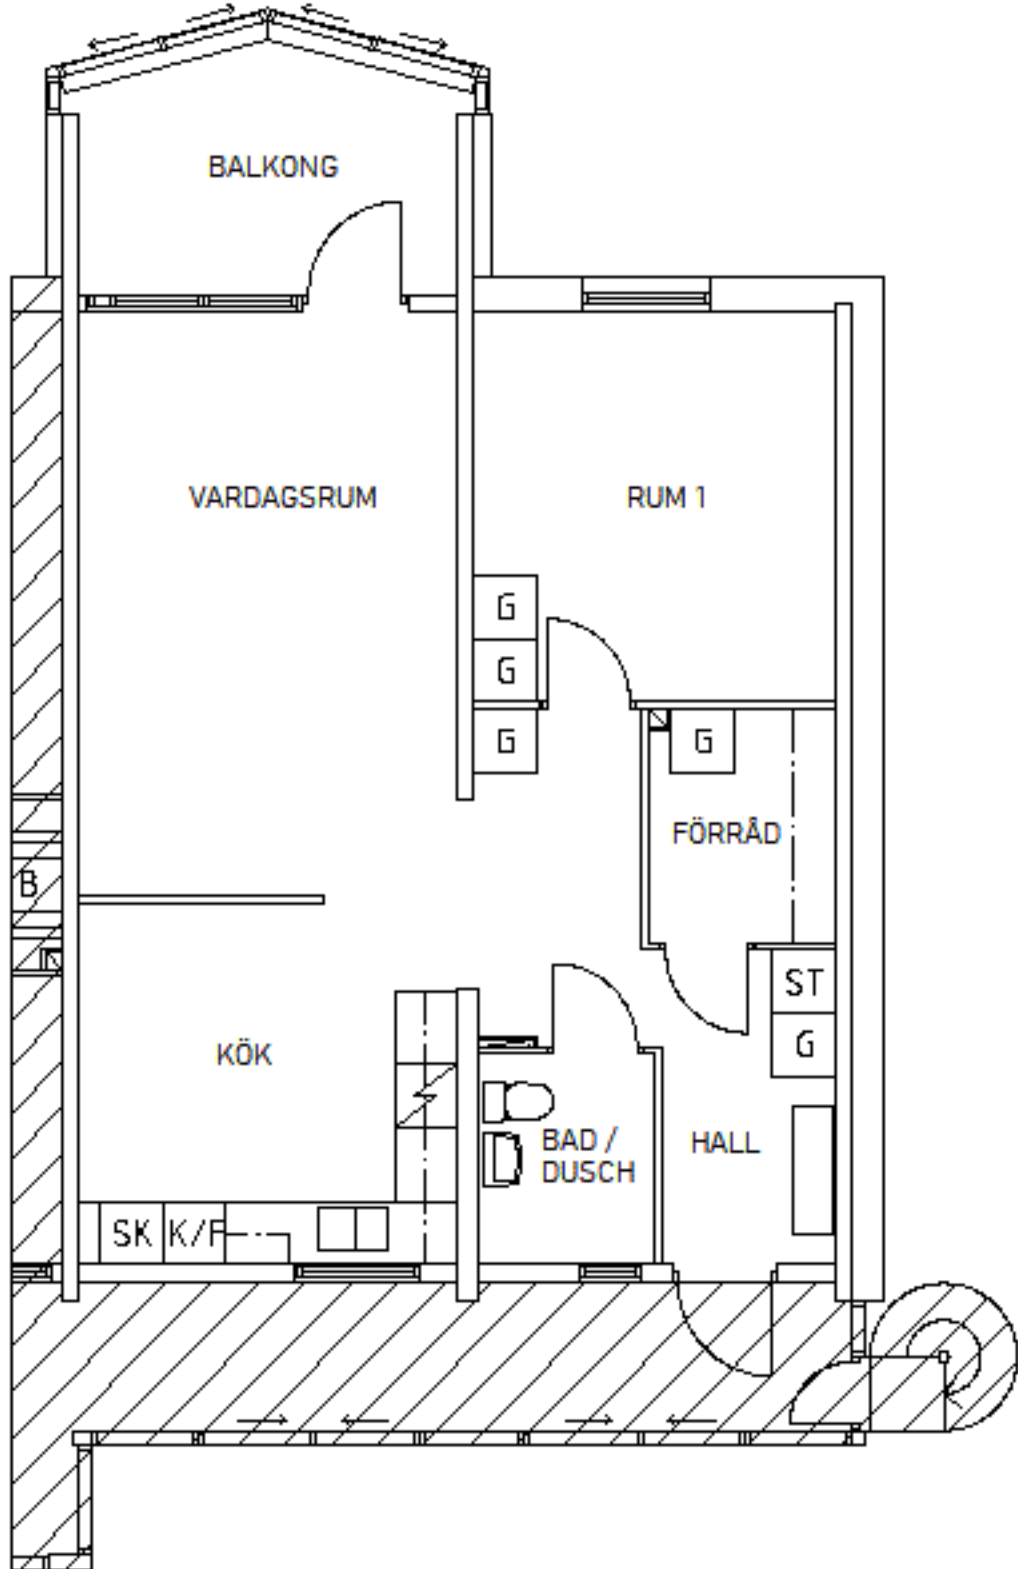 BALKONG
VARDAGSRUM
RUM 1
G
G
G
G
FÖRRÅD
B
ST
G
KÖK
BAD /
DUSCH
HALL
SK
K/F